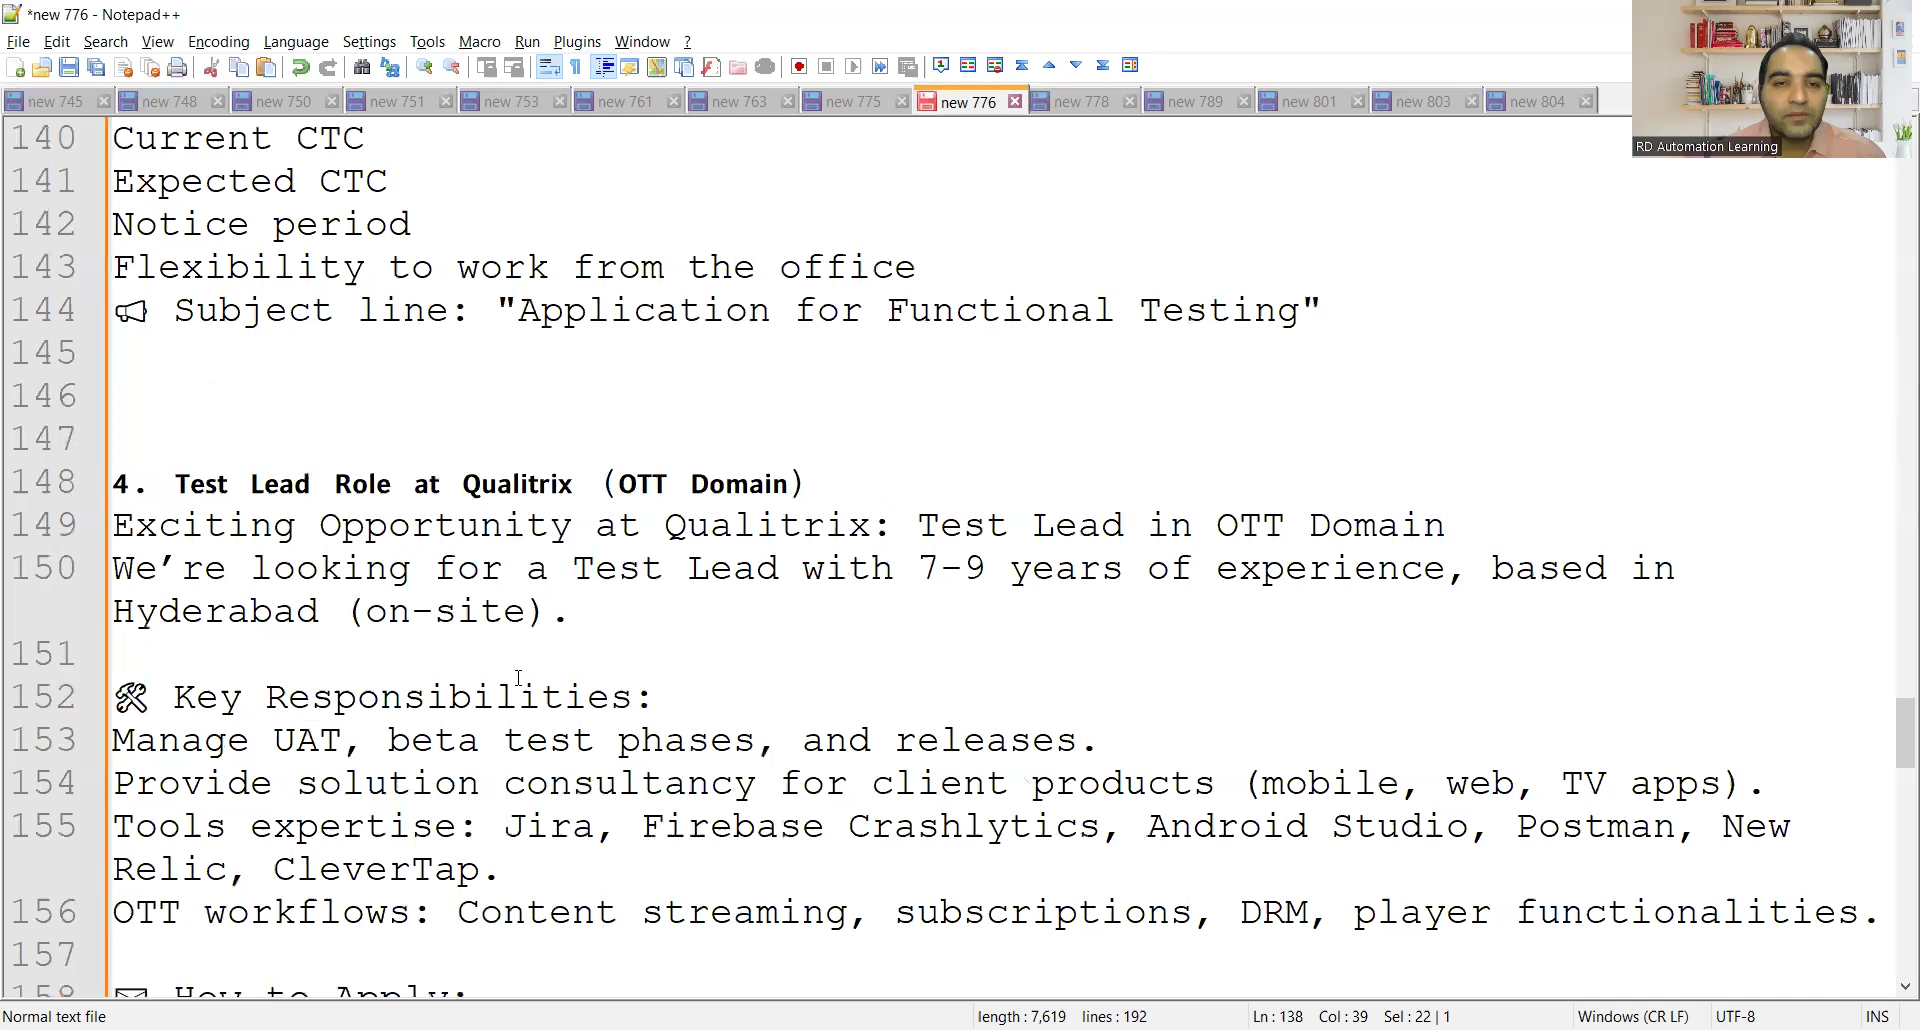 *new 776 - Notepad++
File Edit Search View Encoding Language Settings Tools Macro Run Plugins Window ?
new 745 new 748 new 750 new 751 new 753 new 761 new 763 new 775 new 776 new 778 new 789 new 801 new 803 new 804
RD Automation Learning
140 Current CTC
141 Expected CTC
142 Notice period
143 Flexibility to work from the office
144 📢 Subject line: "Application for Functional Testing"
145
146
147
148 4. Test Lead Role at Qualitrix (OTT Domain)
149 Exciting Opportunity at Qualitrix: Test Lead in OTT Domain
150 We’re looking for a Test Lead with 7–9 years of experience, based in
Hyderabad (on-site).
151
152 🛠 Key Responsibilities:
153 Manage UAT, beta test phases, and releases.
154 Provide solution consultancy for client products (mobile, web, TV apps).
155 Tools expertise: Jira, Firebase Crashlytics, Android Studio, Postman, New
Relic, CleverTap.
156 OTT workflows: Content streaming, subscriptions, DRM, player functionalities.
157
158 ✉ How to Apply:
Normal text file length : 7,619 lines : 192 Ln : 138 Col : 39 Sel : 22 | 1 Windows (CR LF) UTF-8 INS